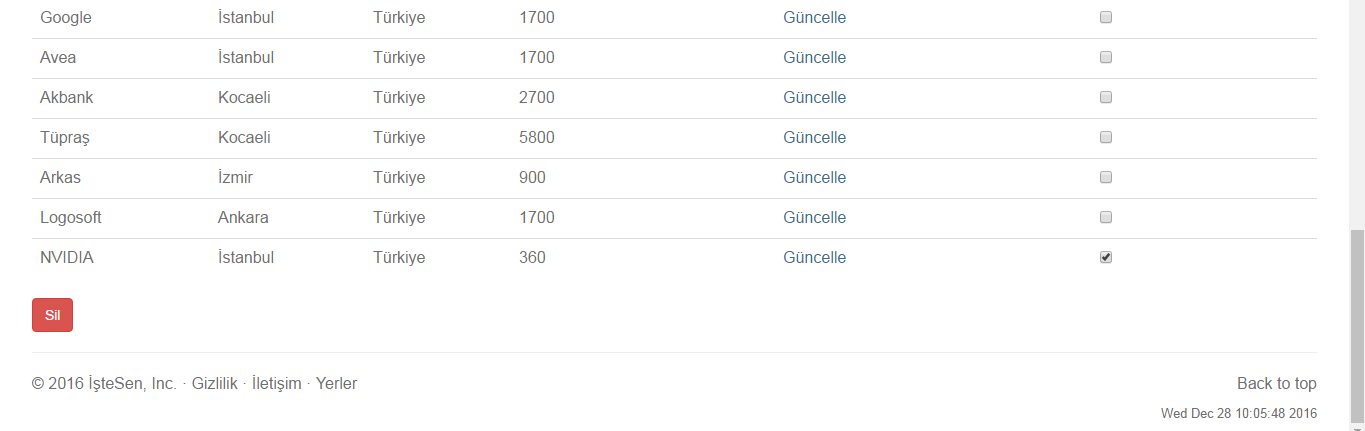 Google İstanbul Türkiye 1700 Güncelle
Avea İstanbul Türkiye 1700 Güncelle
Akbank Kocaeli Türkiye 2700 Güncelle
Tüpraş Kocaeli Türkiye 5800 Güncelle
Arkas İzmir Türkiye 900 Güncelle
Logosoft Ankara Türkiye 1700 Güncelle
NVIDIA İstanbul Türkiye 360 Güncelle
Sil
© 2016 İşteSen, Inc. · Gizlilik · İletişim · Yerler Back to top
Wed Dec 28 10:05:48 2016